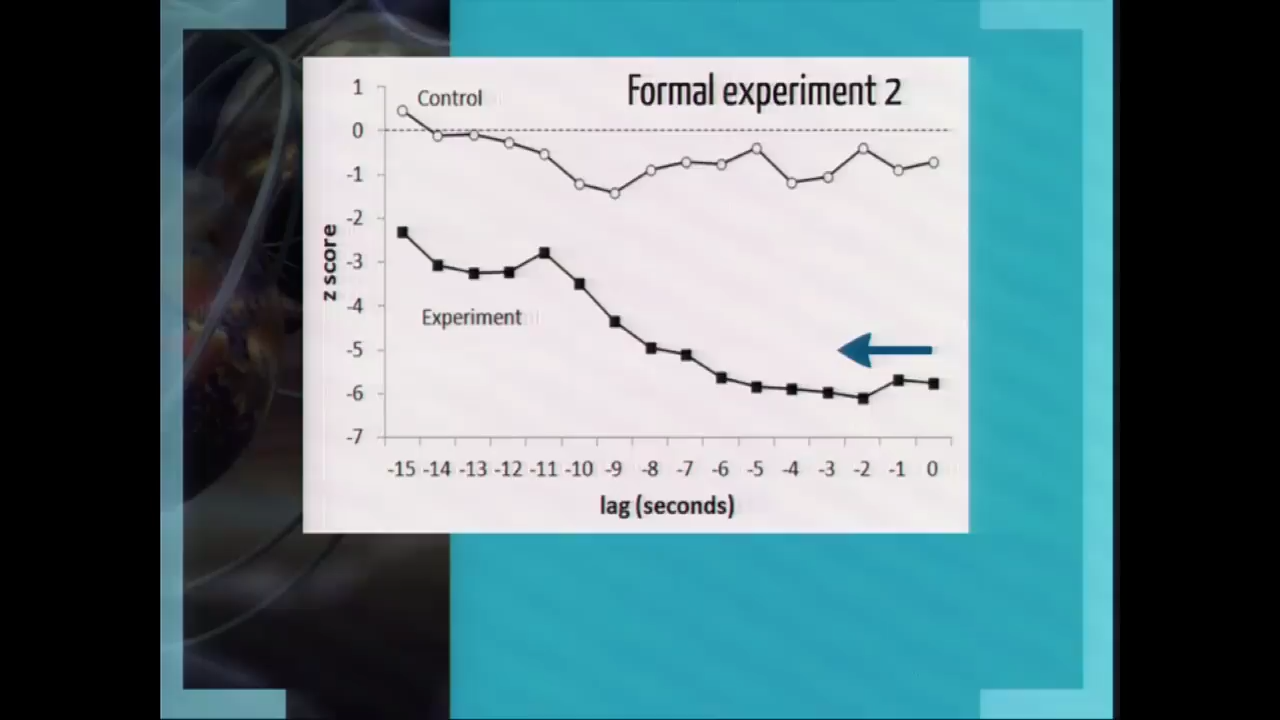 Formal experiment 2
Control
Experiment
z score
1
0
-1
-2
-3
-4
-5
-6
-7
-15 -14 -13 -12 -11 -10 -9 -8 -7 -6 -5 -4 -3 -2 -1 0
lag (seconds)